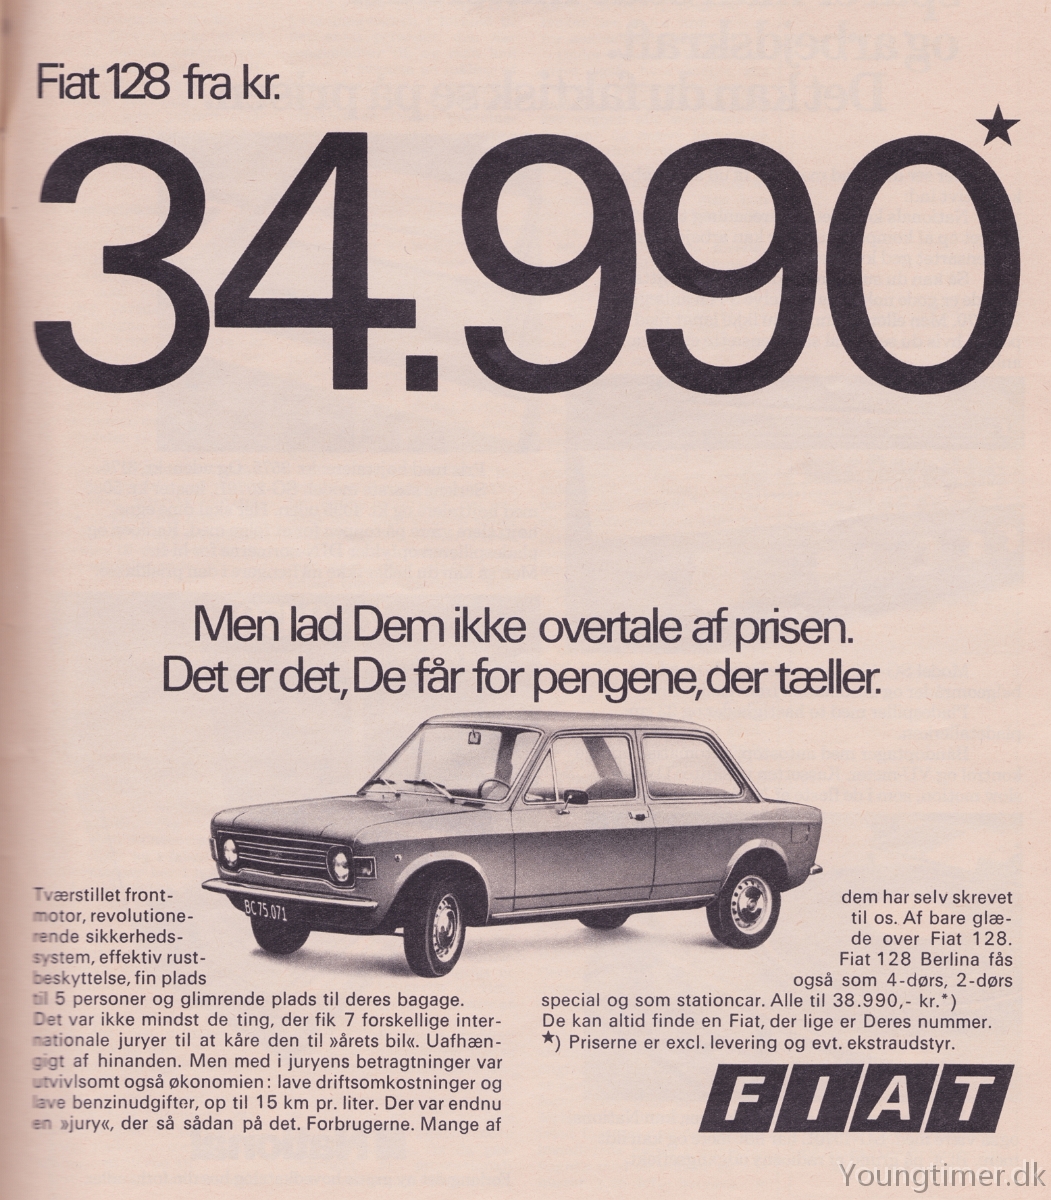 Fiat 128 fra kr.
34.990★
Men lad Dem ikke overtale af prisen.
Det er det, De får for pengene, der tæller.
BC 75.071
Tværstillet front-
motor, revolutione-
rende sikkerheds-
system, effektiv rust-
beskyttelse, fin plads
til 5 personer og glimrende plads til deres bagage.
Det var ikke mindst de ting, der fik 7 forskellige inter-
nationale juryer til at kåre den til »årets bil«. Uafhæn-
gigt af hinanden. Men med i juryens betragtninger var
utvivlsomt også økonomien: lave driftsomkostninger og
lave benzinudgifter, op til 15 km pr. liter. Der var endnu
en »jury«, der så sådan på det. Forbrugerne. Mange af
dem har selv skrevet
til os. Af bare glæ-
de over Fiat 128.
Fiat 128 Berlina fås
også som 4-dørs, 2-dørs
special og som stationcar. Alle til 38.990,- kr.*)
De kan altid finde en Fiat, der lige er Deres nummer.
★) Priserne er excl. levering og evt. ekstraudstyr.
FIAT
Youngtimer.dk